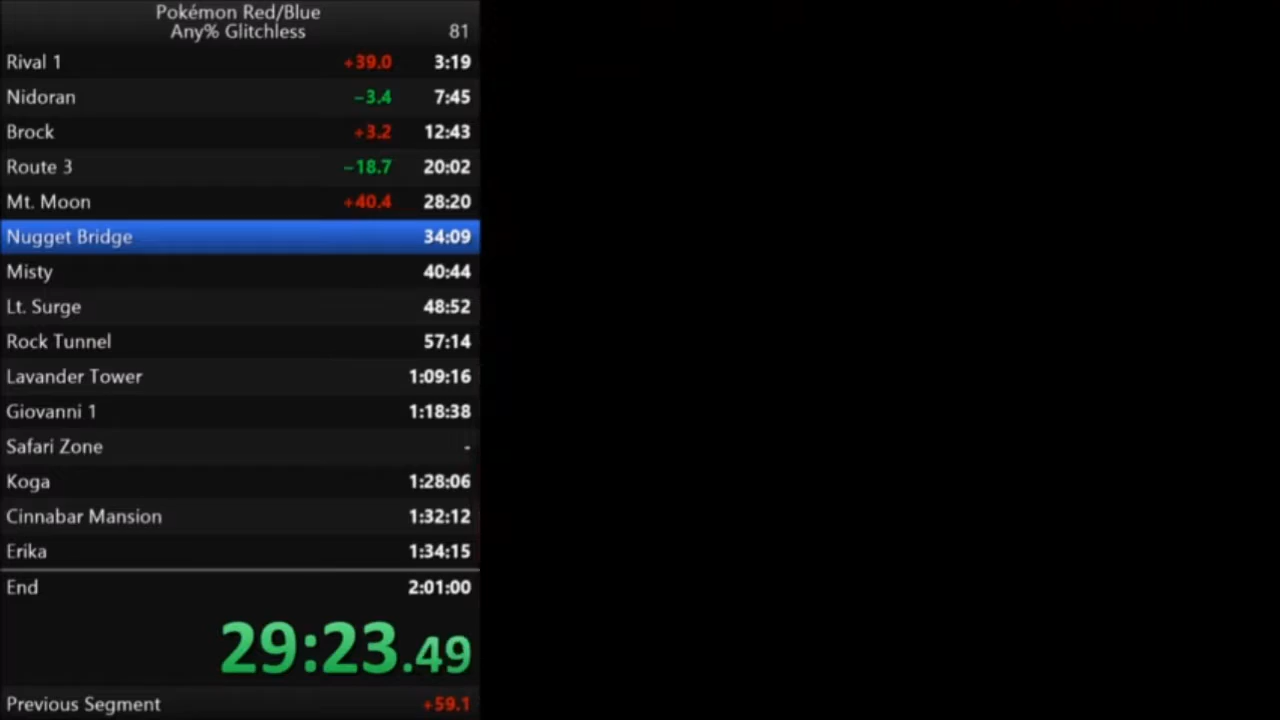 Pokémon Red/Blue
Any% Glitchless 81
Rival 1 +39.0 3:19
Nidoran −3.4 7:45
Brock +3.2 12:43
Route 3 −18.7 20:02
Mt. Moon +40.4 28:20
Nugget Bridge 34:09
Misty 40:44
Lt. Surge 48:52
Rock Tunnel 57:14
Lavander Tower 1:09:16
Giovanni 1 1:18:38
Safari Zone -
Koga 1:28:06
Cinnabar Mansion 1:32:12
Erika 1:34:15
End 2:01:00
29:23.49
Previous Segment +59.1